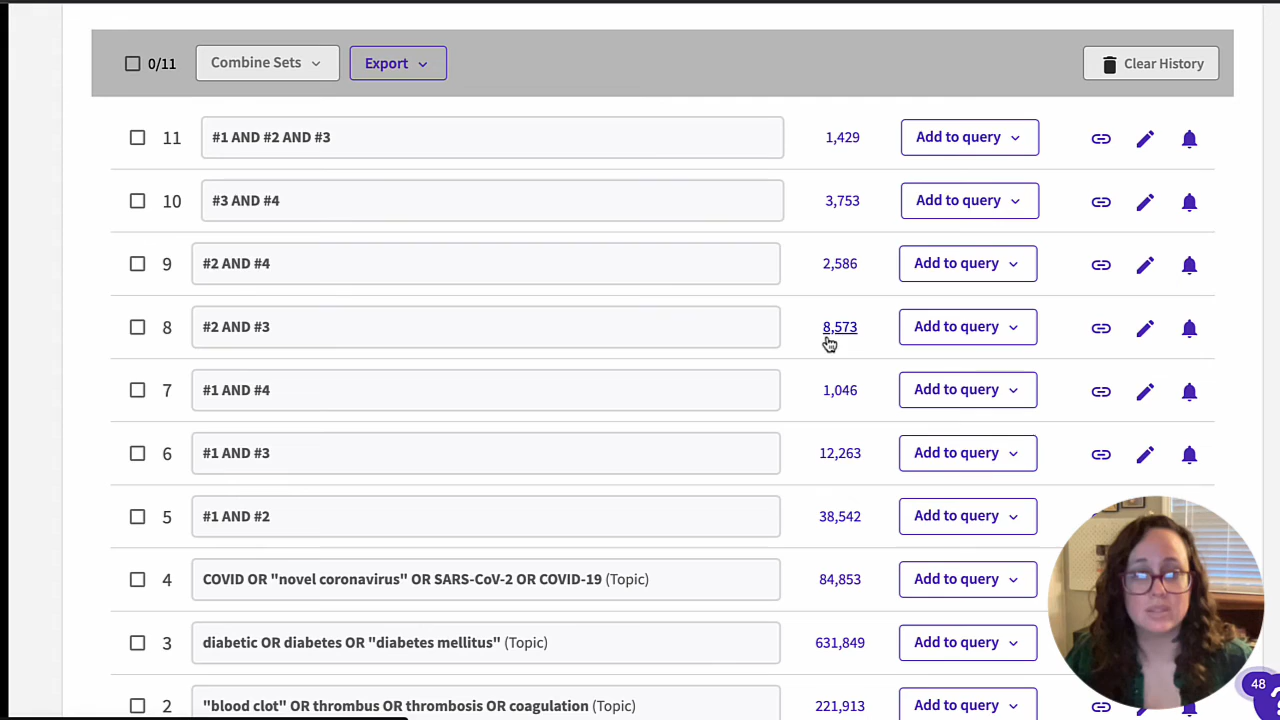 0/11 Combine Sets Export Clear History
11 #1 AND #2 AND #3 1,429 Add to query
10 #3 AND #4 3,753 Add to query
9 #2 AND #4 2,586 Add to query
8 #2 AND #3 8,573 Add to query
7 #1 AND #4 1,046 Add to query
6 #1 AND #3 12,263 Add to query
5 #1 AND #2 38,542 Add to query
4 COVID OR "novel coronavirus" OR SARS-CoV-2 OR COVID-19 (Topic) 84,853 Add to query
3 diabetic OR diabetes OR "diabetes mellitus" (Topic) 631,849 Add to query
48
2 "blood clot" OR thrombus OR thrombosis OR coagulation (Topic) 221,913 Add to query